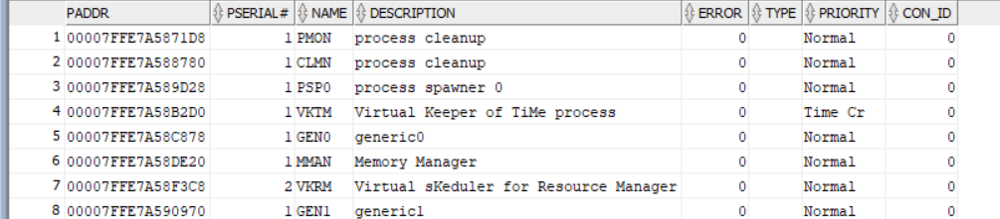 PADDR PSERIAL# NAME DESCRIPTION ERROR TYPE PRIORITY CON_ID
1 00007FFE7A5871D8 1 PMON process cleanup 0 Normal 0
2 00007FFE7A588780 1 CLMN process cleanup 0 Normal 0
3 00007FFE7A589D28 1 PSP0 process spawner 0 0 Normal 0
4 00007FFE7A58B2D0 1 VKTM Virtual Keeper of TiMe process 0 Time Cr 0
5 00007FFE7A58C878 1 GEN0 generic0 0 Normal 0
6 00007FFE7A58DE20 1 MMAN Memory Manager 0 Normal 0
7 00007FFE7A58F3C8 2 VKRM Virtual sKeduler for Resource Manager 0 Normal 0
8 00007FFE7A590970 1 GEN1 generic1 0 Normal 0